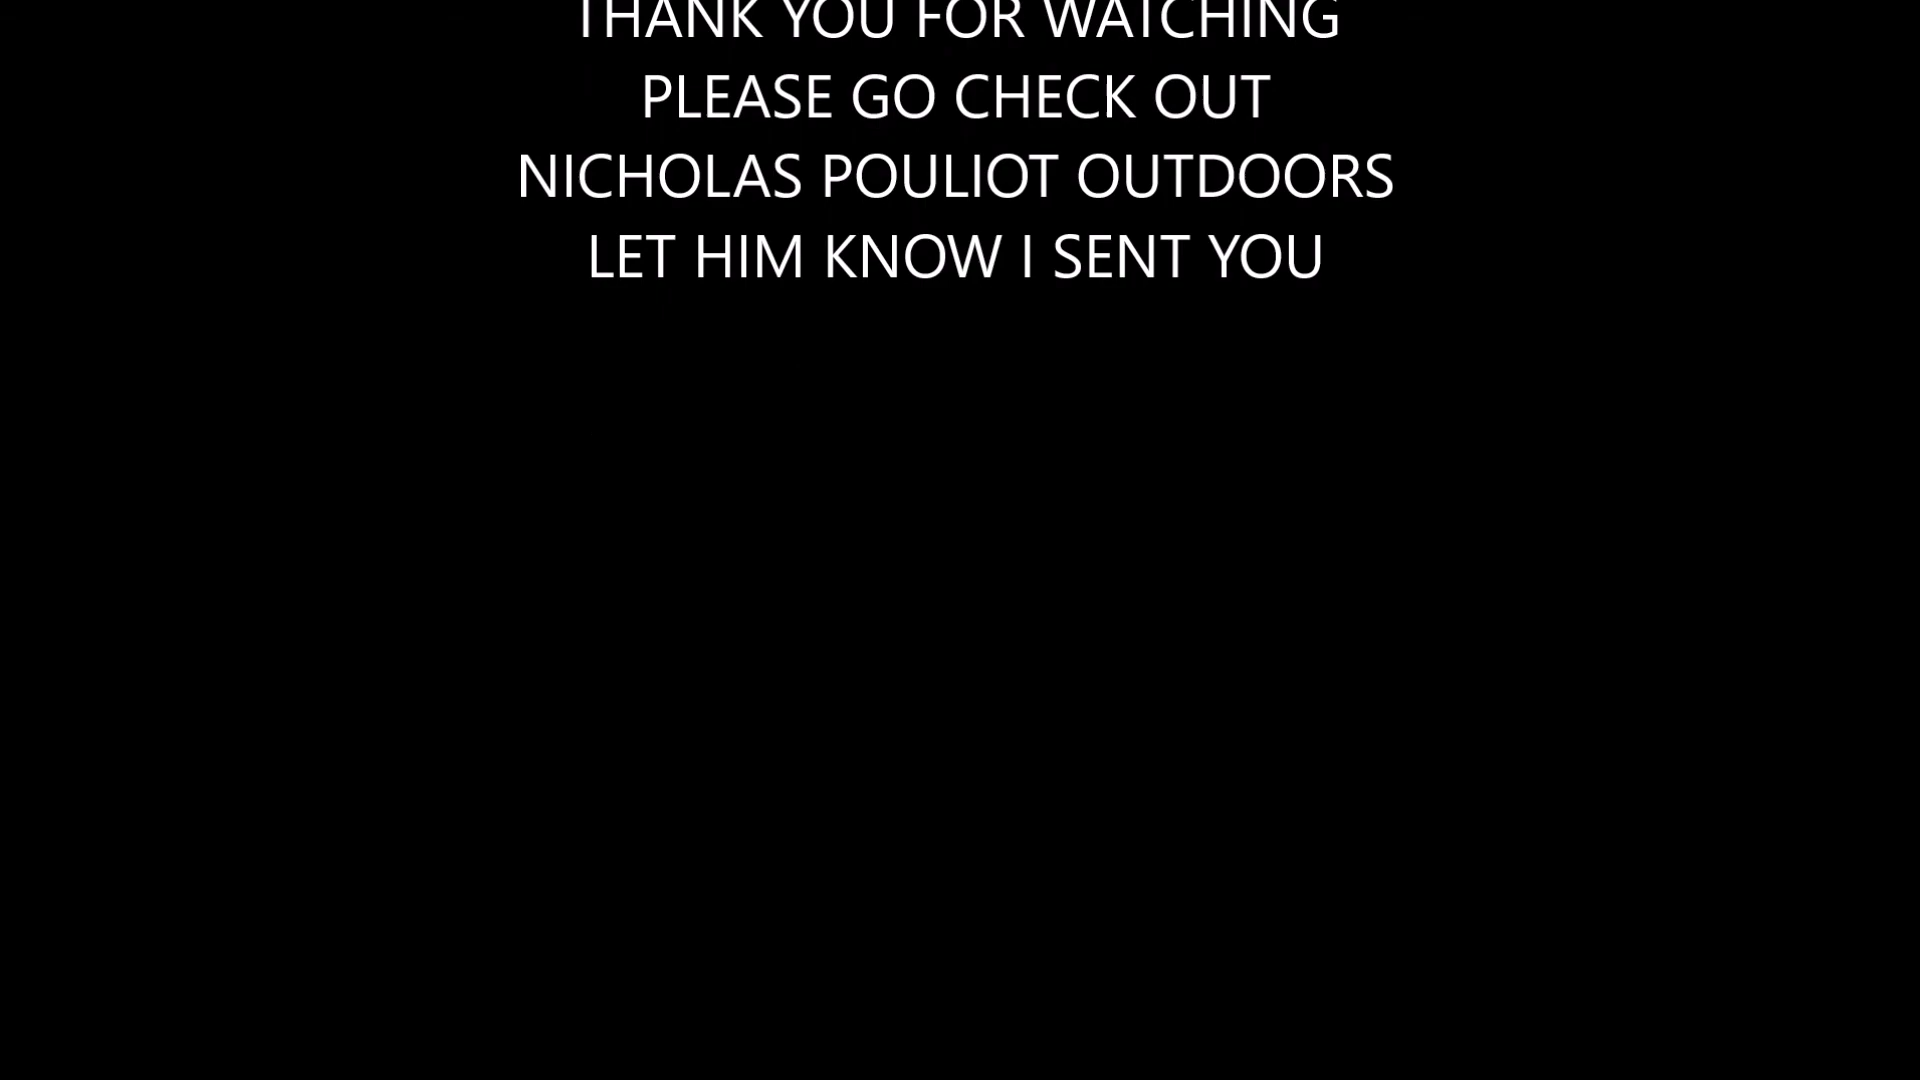 THANK YOU FOR WATCHING
PLEASE GO CHECK OUT
NICHOLAS POULIOT OUTDOORS
LET HIM KNOW I SENT YOU